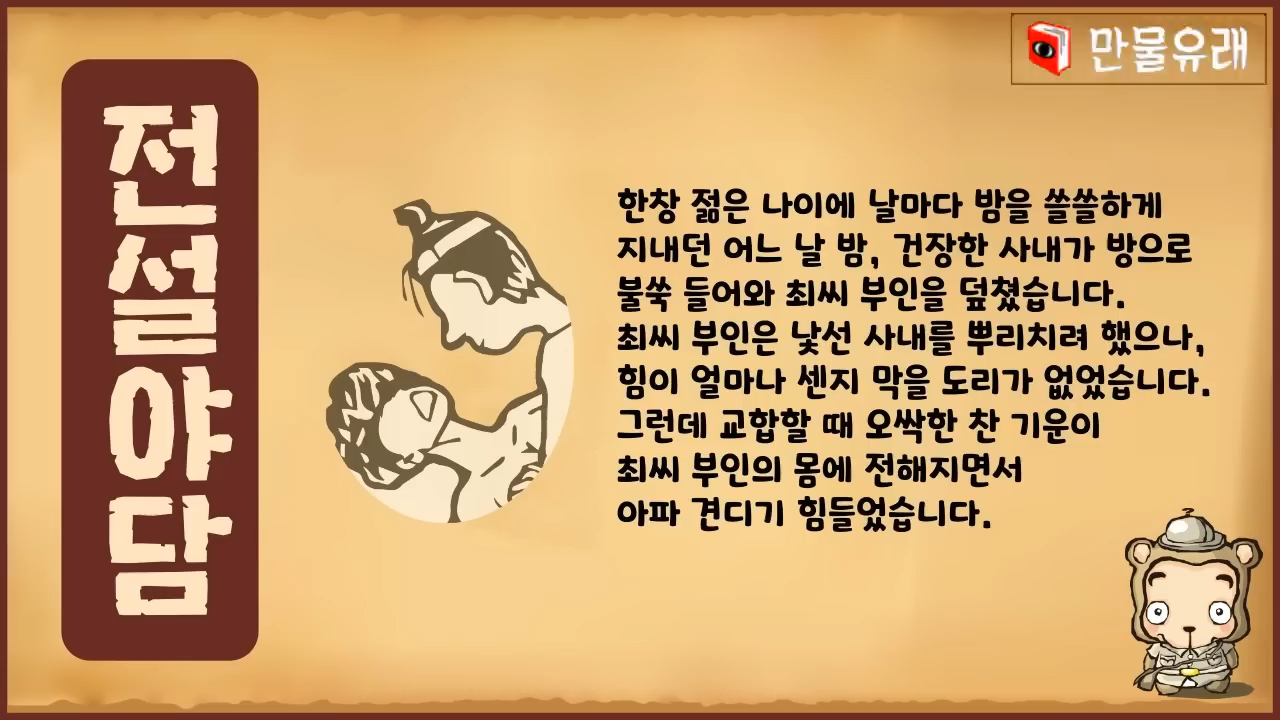 만물유래
전설야담
한창 젊은 나이에 날마다 밤을 쓸쓸하게
지내던 어느 날 밤, 건장한 사내가 방으로
불쑥 들어와 최씨 부인을 덮쳤습니다.
최씨 부인은 낯선 사내를 뿌리치려 했으나,
힘이 얼마나 센지 막을 도리가 없었습니다.
그런데 교합할 때 오싹한 찬 기운이
최씨 부인의 몸에 전해지면서
아파 견디기 힘들었습니다.